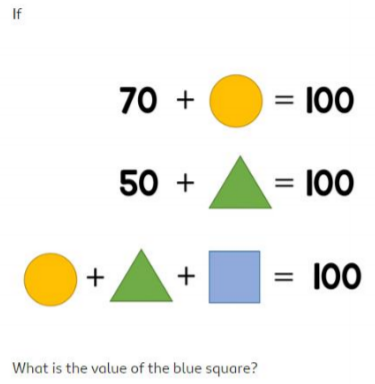 If
70 + = 100
50 + = 100
+ + = 100
What is the value of the blue square?